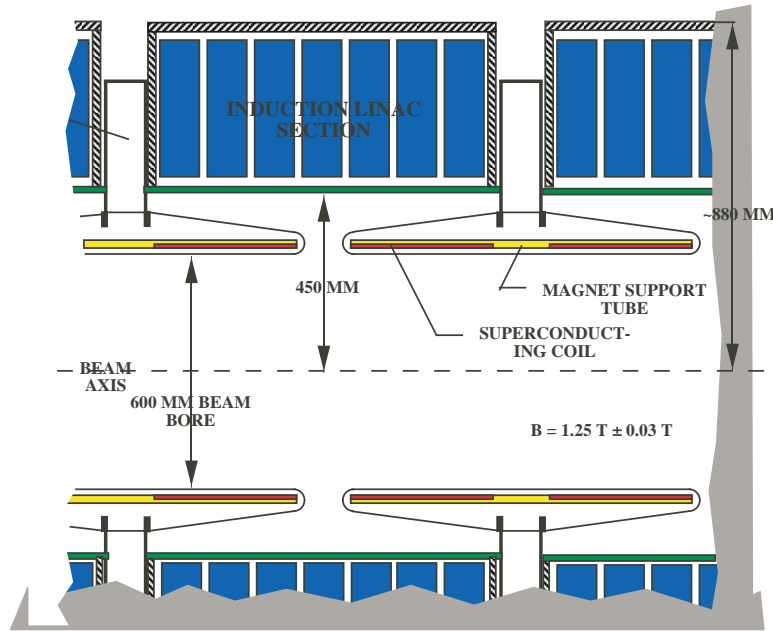 INDUCTION LINAC
SECTION
~880 MM
450 MM
MAGNET SUPPORT
TUBE
SUPERCONDUCT-
ING COIL
BEAM
AXIS
600 MM BEAM
BORE
B = 1.25 T ± 0.03 T